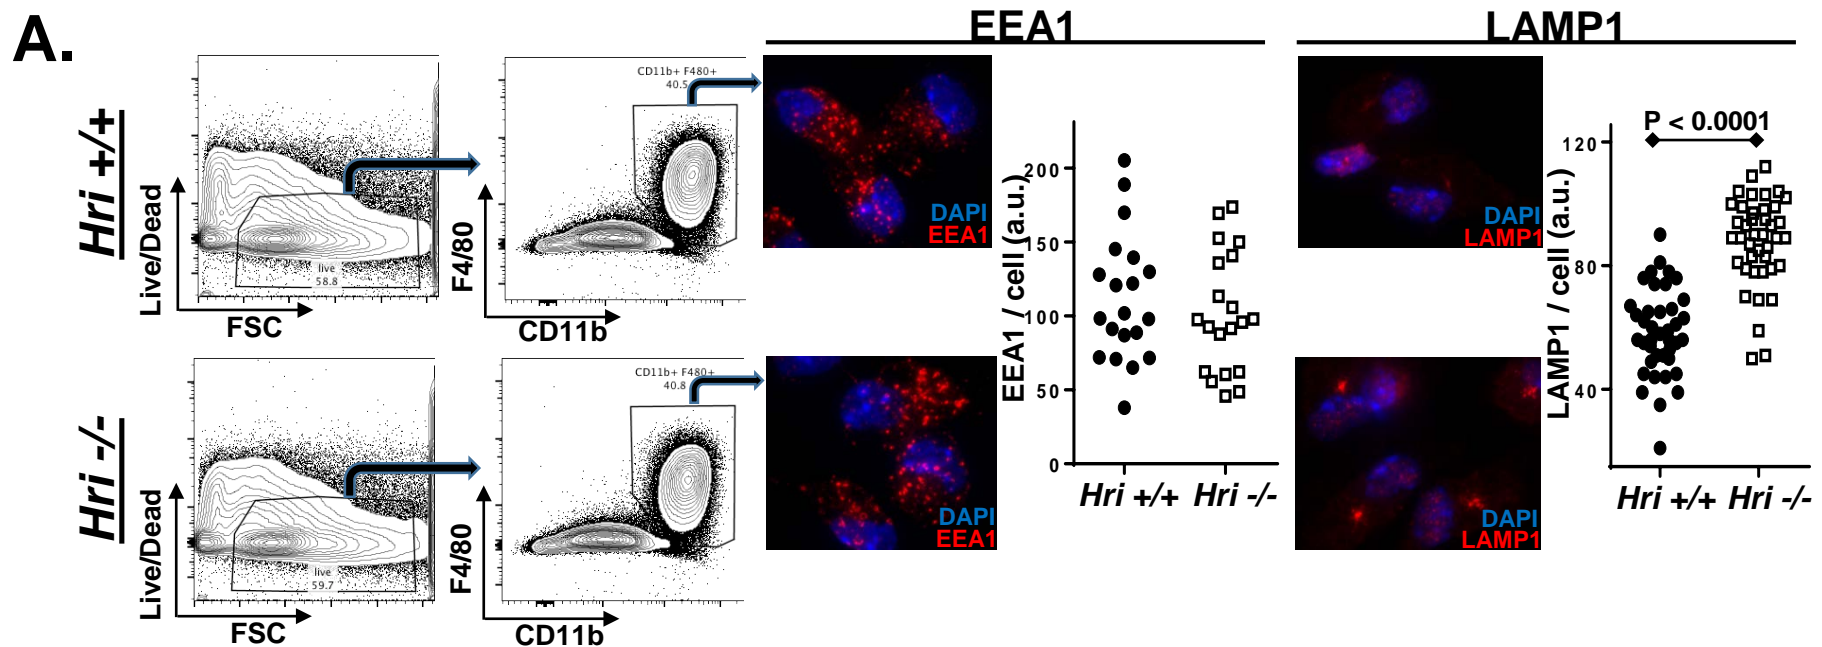 A.
EEA1
LAMP1
Hri +/+
Live/Dead
FSC
live
58.8
F4/80
CD11b
CD11b+ F480+
40.5
DAPI
EEA1
DAPI
LAMP1
Hri -/-
Live/Dead
FSC
live
59.7
F4/80
CD11b
CD11b+ F480+
40.8
DAPI
EEA1
DAPI
LAMP1
EEA1 / cell (a.u.)
200
150
100
50
0
Hri +/+ Hri -/-
P < 0.0001
LAMP1 / cell (a.u.)
120
80
40
Hri +/+ Hri -/-